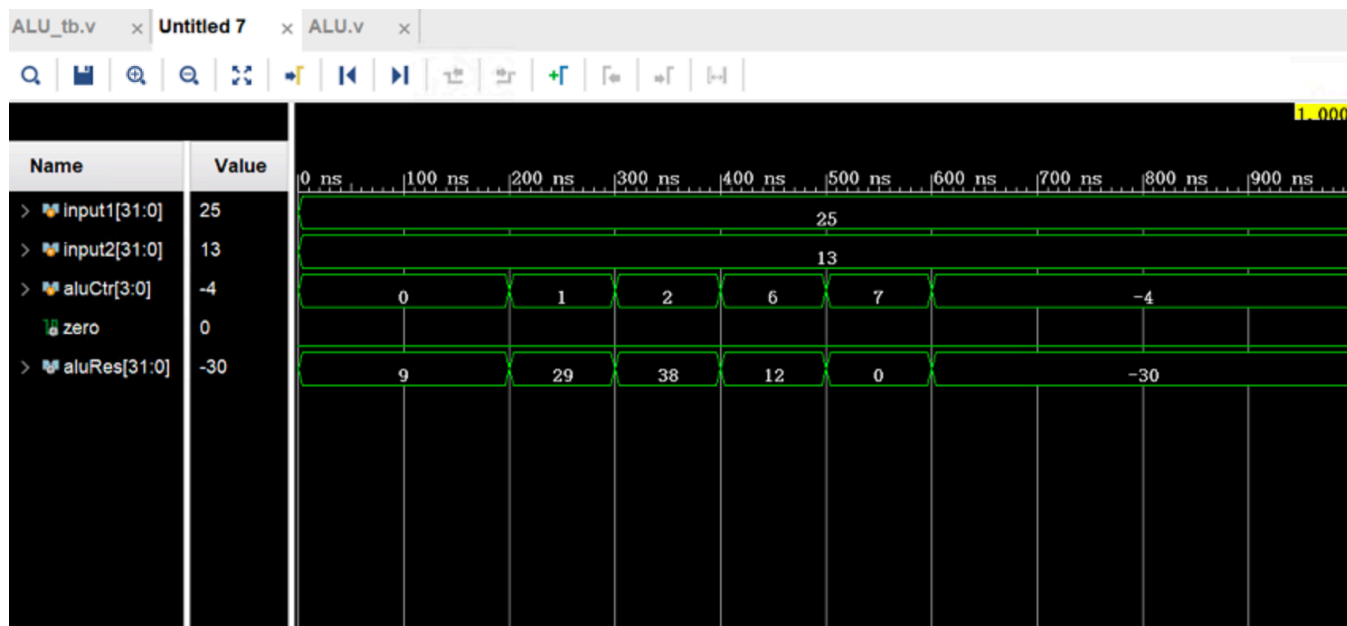 ALU_tb.v × Untitled 7 × ALU.v ×
1.000
Name Value 0 ns 100 ns 200 ns 300 ns 400 ns 500 ns 600 ns 700 ns 800 ns 900 ns
input1[31:0] 25 25
input2[31:0] 13 13
aluCtr[3:0] -4 0 1 2 6 7 -4
zero 0
aluRes[31:0] -30 9 29 38 12 0 -30